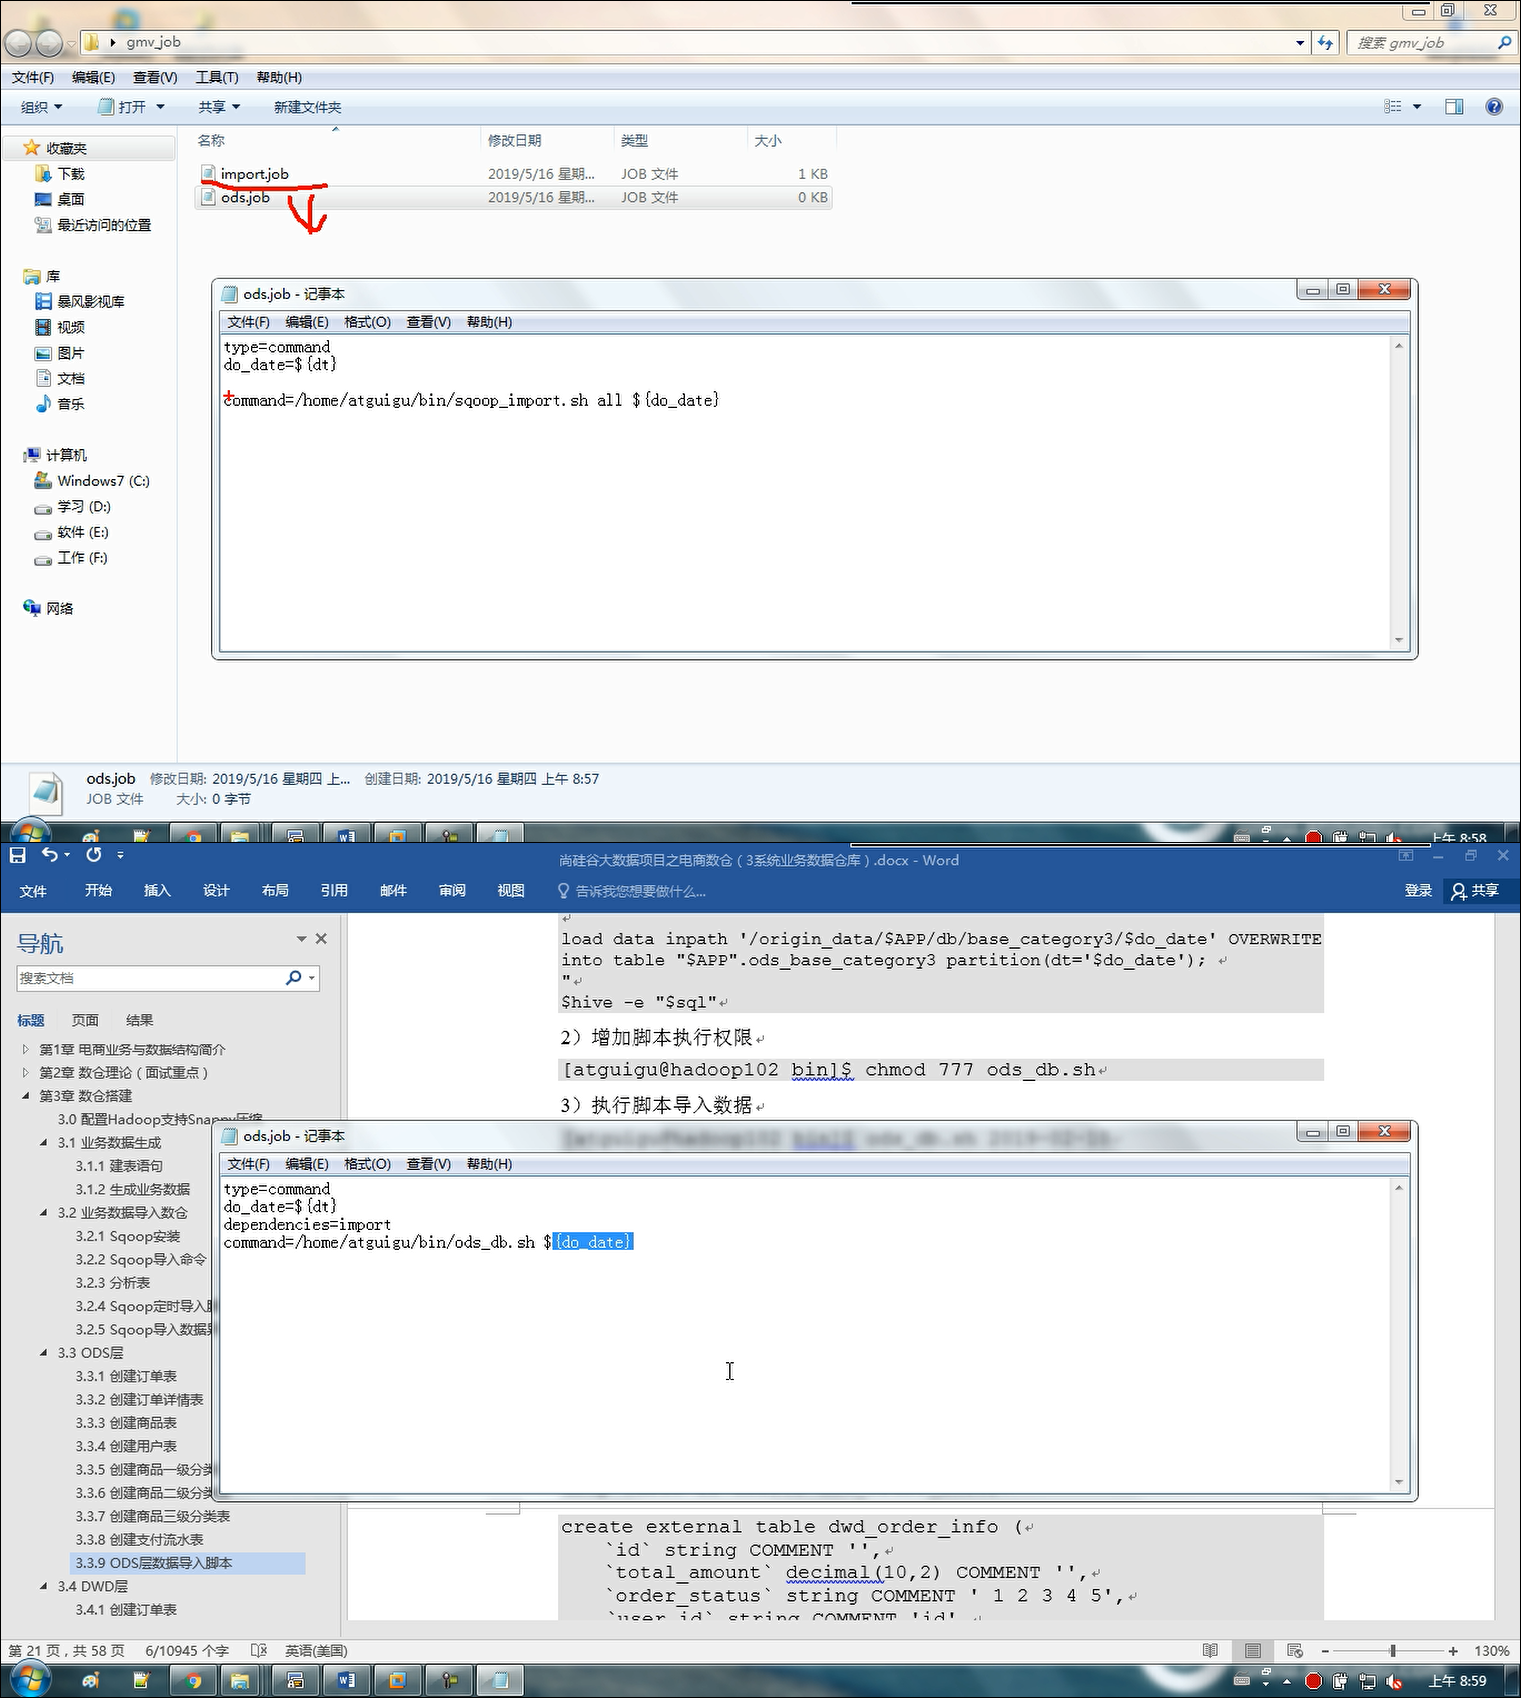 gmv_job
搜索 gmv_job
文件(F) 编辑(E) 查看(V) 工具(T) 帮助(H)
组织 打开 共享 新建文件夹
名称 修改日期 类型 大小
收藏夹
下载
桌面
最近访问的位置
库
暴风影视库
视频
图片
文档
音乐
计算机
Windows7 (C:)
学习 (D:)
软件 (E:)
工作 (F:)
网络
import.job 2019/5/16 星期... JOB 文件 1 KB
ods.job 2019/5/16 星期... JOB 文件 0 KB
ods.job - 记事本
文件(F) 编辑(E) 格式(O) 查看(V) 帮助(H)
type=command
do_date=${dt}
command=/home/atguigu/bin/sqoop_import.sh all ${do_date}
ods.job 修改日期: 2019/5/16 星期四 上... 创建日期: 2019/5/16 星期四 上午 8:57
JOB 文件 大小: 0 字节
上午 8:58
尚硅谷大数据项目之电商数仓（3系统业务数据仓库）.docx - Word
文件 开始 插入 设计 布局 引用 邮件 审阅 视图 告诉我您想要做什么... 登录 共享
导航
搜索文档
标题 页面 结果
第1章 电商业务与数据结构简介
第2章 数仓理论（面试重点）
第3章 数仓搭建
3.0 配置Hadoop支持Snappy压缩
3.1 业务数据生成
3.1.1 建表语句
3.1.2 生成业务数据
3.2 业务数据导入数仓
3.2.1 Sqoop安装
3.2.2 Sqoop导入命令
3.2.3 分析表
3.2.4 Sqoop定时导入
3.2.5 Sqoop导入数据
3.3 ODS层
3.3.1 创建订单表
3.3.2 创建订单详情表
3.3.3 创建商品表
3.3.4 创建用户表
3.3.5 创建商品一级分类
3.3.6 创建商品二级分类
3.3.7 创建商品三级分类表
3.3.8 创建支付流水表
3.3.9 ODS层数据导入脚本
3.4 DWD层
3.4.1 创建订单表
load data inpath '/origin_data/$APP/db/base_category3/$do_date' OVERWRITE
into table "$APP".ods_base_category3 partition(dt='$do_date');
"
$hive -e "$sql"
2）增加脚本执行权限
[atguigu@hadoop102 bin]$ chmod 777 ods_db.sh
3）执行脚本导入数据
ods.job - 记事本
文件(F) 编辑(E) 格式(O) 查看(V) 帮助(H)
type=command
do_date=${dt}
dependencies=import
command=/home/atguigu/bin/ods_db.sh ${do_date}
create external table dwd_order_info (
`id` string COMMENT '',
`total_amount` decimal(10,2) COMMENT '',
`order_status` string COMMENT ' 1 2 3 4 5',
`user_id` string COMMENT 'id'
第 21 页，共 58 页 6/10945 个字 英语(美国) 130%
上午 8:59